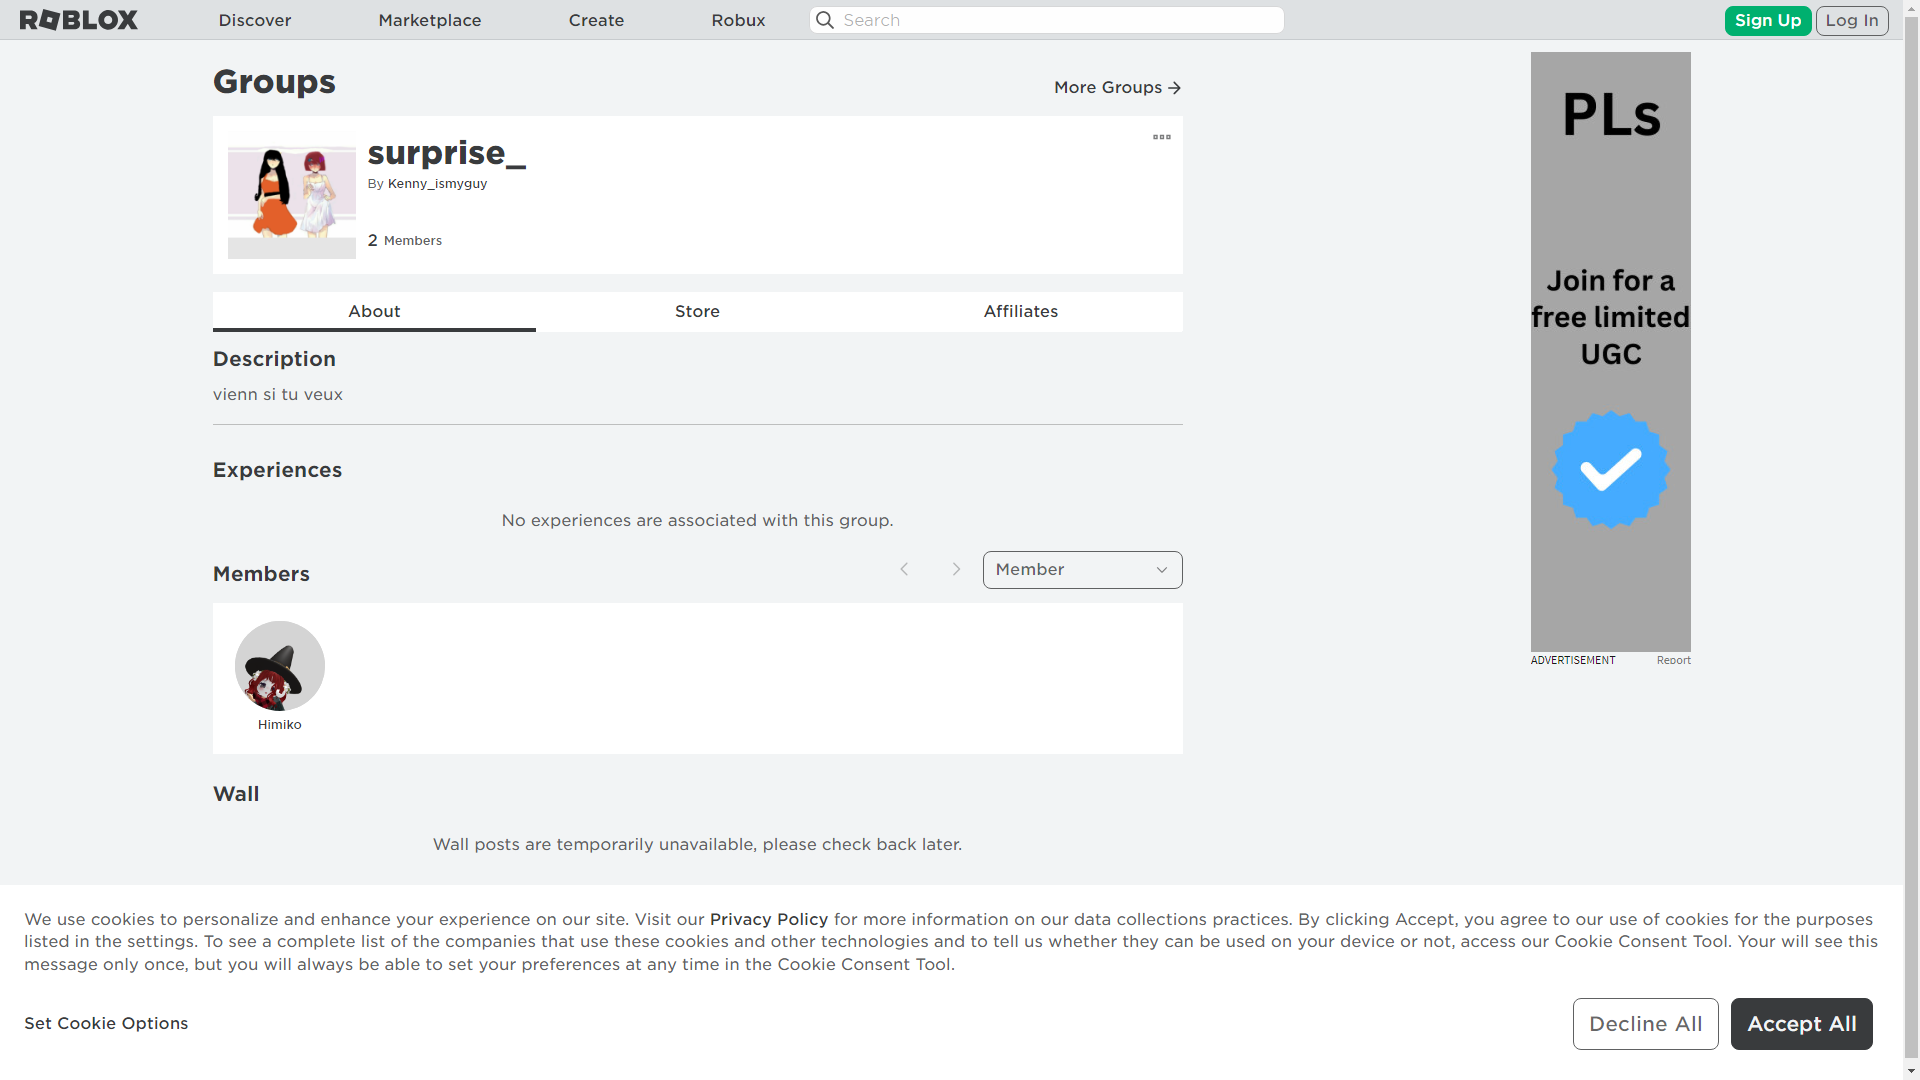 ROBLOX
Discover
Marketplace
Create
Robux
Search
Sign Up
Log In
Groups
More Groups
surprise_
By Kenny_ismyguy
2 Members
About
Store
Affiliates
Description
vienn si tu veux
Experiences
No experiences are associated with this group.
Members
Member
Himiko
Wall
Wall posts are temporarily unavailable, please check back later.
PLs
Join for a
free limited
UGC
ADVERTISEMENT
Report
We use cookies to personalize and enhance your experience on our site. Visit our Privacy Policy for more information on our data collections practices. By clicking Accept, you agree to our use of cookies for the purposes
listed in the settings. To see a complete list of the companies that use these cookies and other technologies and to tell us whether they can be used on your device or not, access our Cookie Consent Tool. Your will see this
message only once, but you will always be able to set your preferences at any time in the Cookie Consent Tool.
Set Cookie Options
Decline All
Accept All